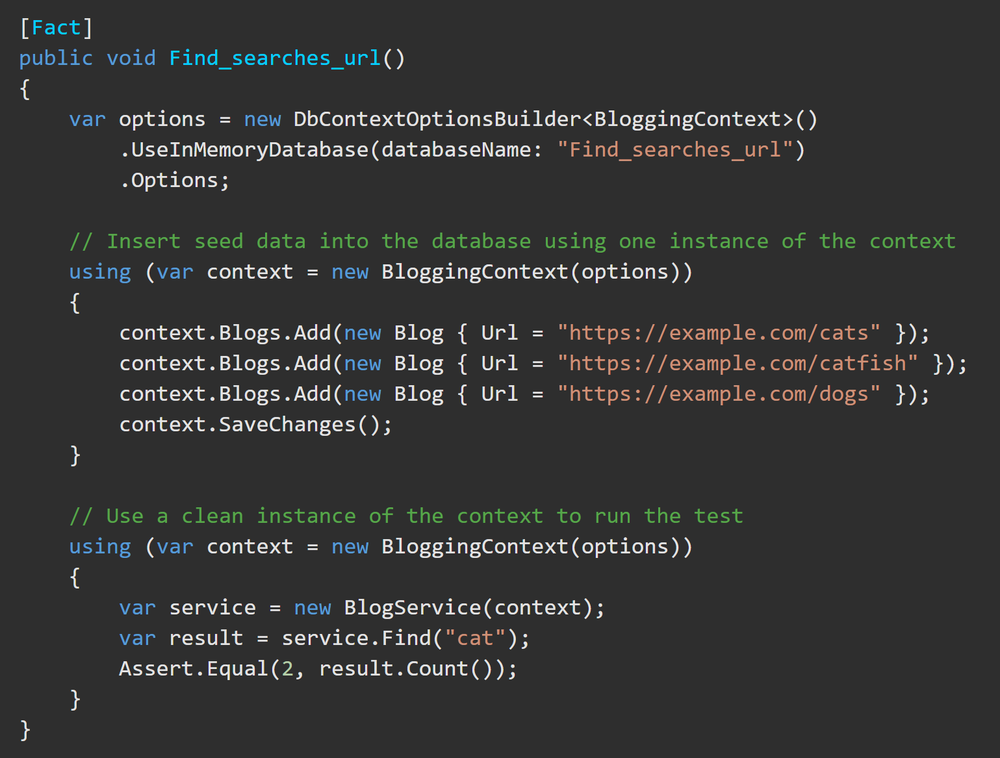 [Fact]
public void Find_searches_url()
{
    var options = new DbContextOptionsBuilder<BloggingContext>()
        .UseInMemoryDatabase(databaseName: "Find_searches_url")
        .Options;

    // Insert seed data into the database using one instance of the context
    using (var context = new BloggingContext(options))
    {
        context.Blogs.Add(new Blog { Url = "https://example.com/cats" });
        context.Blogs.Add(new Blog { Url = "https://example.com/catfish" });
        context.Blogs.Add(new Blog { Url = "https://example.com/dogs" });
        context.SaveChanges();
    }

    // Use a clean instance of the context to run the test
    using (var context = new BloggingContext(options))
    {
        var service = new BlogService(context);
        var result = service.Find("cat");
        Assert.Equal(2, result.Count());
    }
}